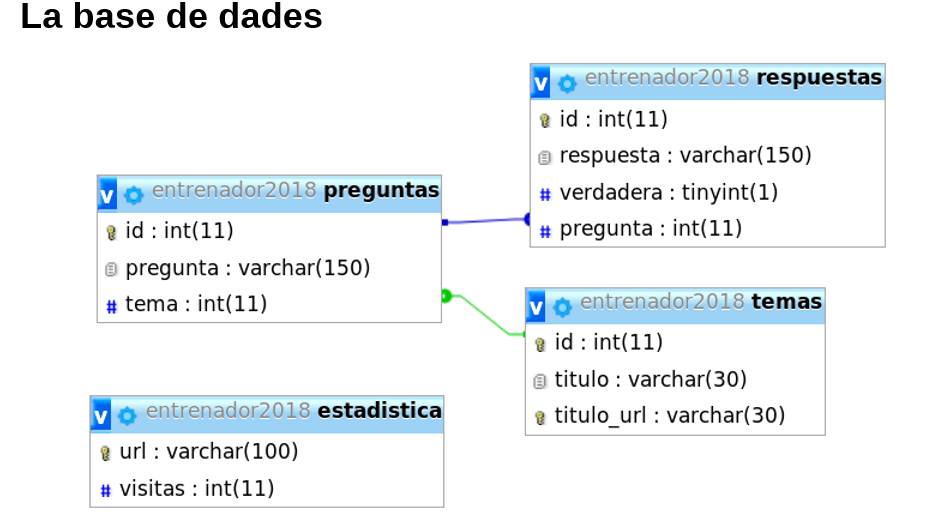 La base de dades
v entrenador2018 respuestas
id : int(11)
respuesta : varchar(150)
# verdadera : tinyint(1)
# pregunta : int(11)
v entrenador2018 preguntas
id : int(11)
pregunta : varchar(150)
# tema : int(11)
v entrenador2018 temas
id : int(11)
titulo : varchar(30)
titulo_url : varchar(30)
v entrenador2018 estadistica
url : varchar(100)
# visitas : int(11)